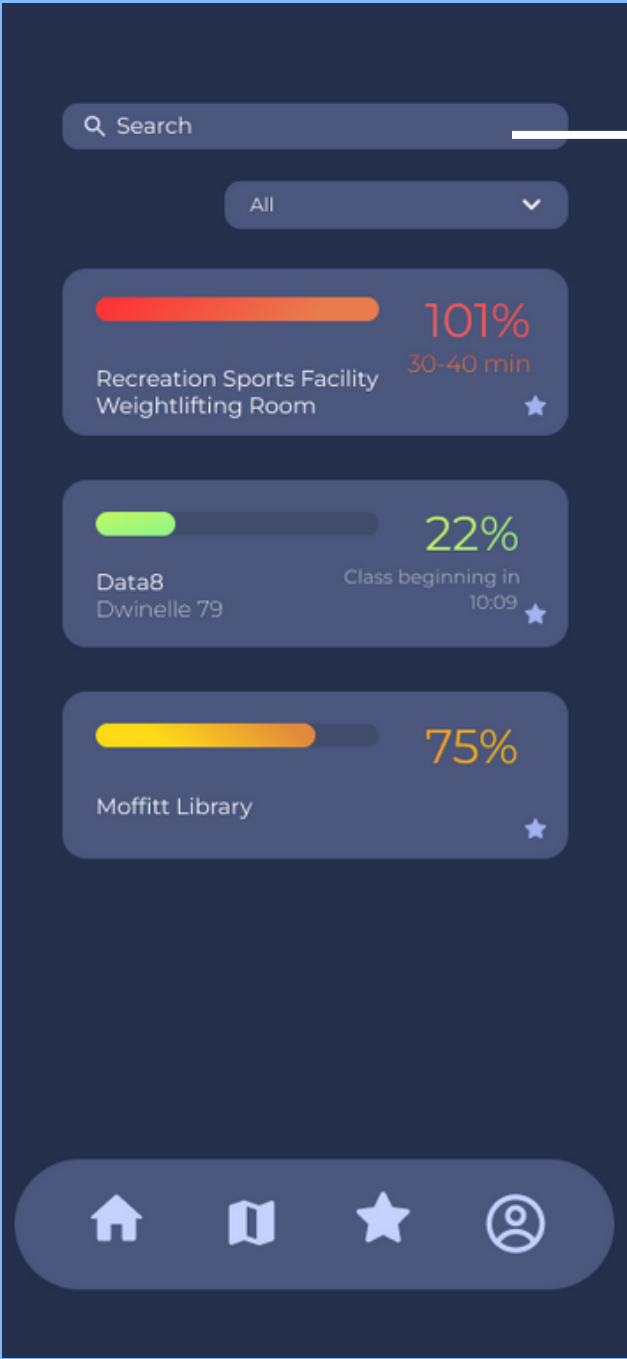 Search
All
101%
30-40 min
Recreation Sports Facility
Weightlifting Room
22%
Class beginning in
10:09
Data8
Dwinelle 79
75%
Moffitt Library